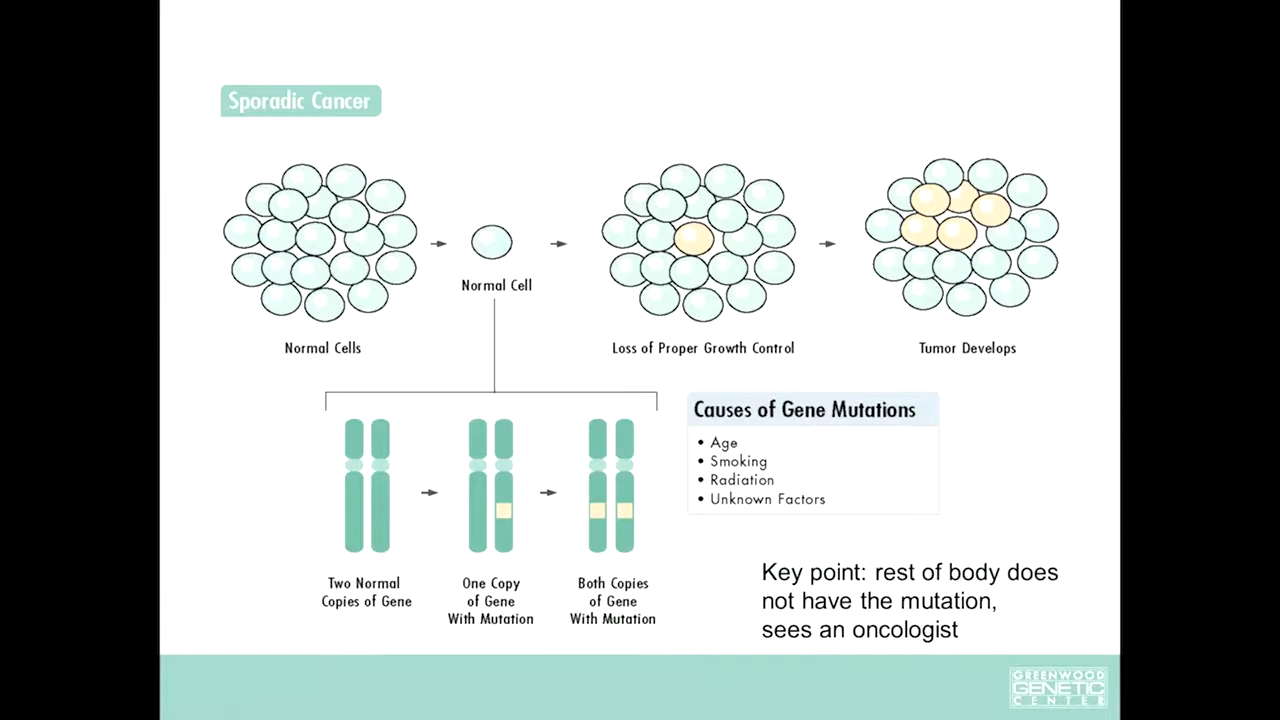 Sporadic Cancer
Normal Cells
Normal Cell
Loss of Proper Growth Control
Tumor Develops
Two Normal
Copies of Gene
One Copy
of Gene
With Mutation
Both Copies
of Gene
With Mutation
Causes of Gene Mutations
• Age
• Smoking
• Radiation
• Unknown Factors
Key point: rest of body does
not have the mutation,
sees an oncologist
GREENWOOD
GENETIC
CENTER